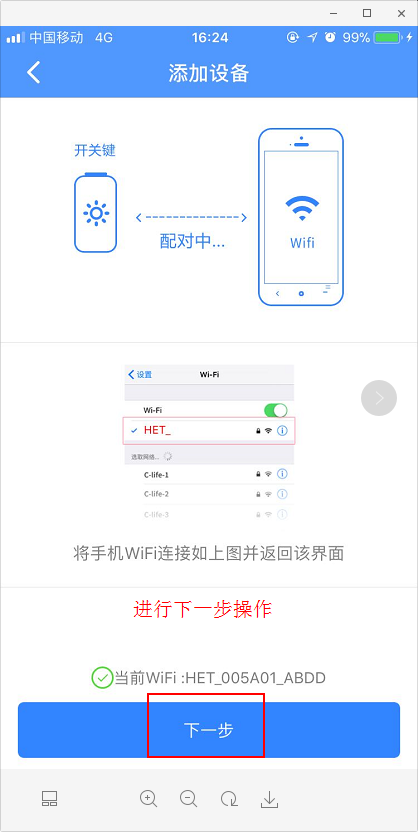 中国移动 4G 16:24 99%
添加设备
开关键
配对中...
Wifi
设置 Wi-Fi
Wi-Fi
HET_
选取网络...
C-life-1
C-life-2
C-life-3
将手机WiFi连接如上图并返回该界面
进行下一步操作
当前WiFi :HET_005A01_ABDD
下一步